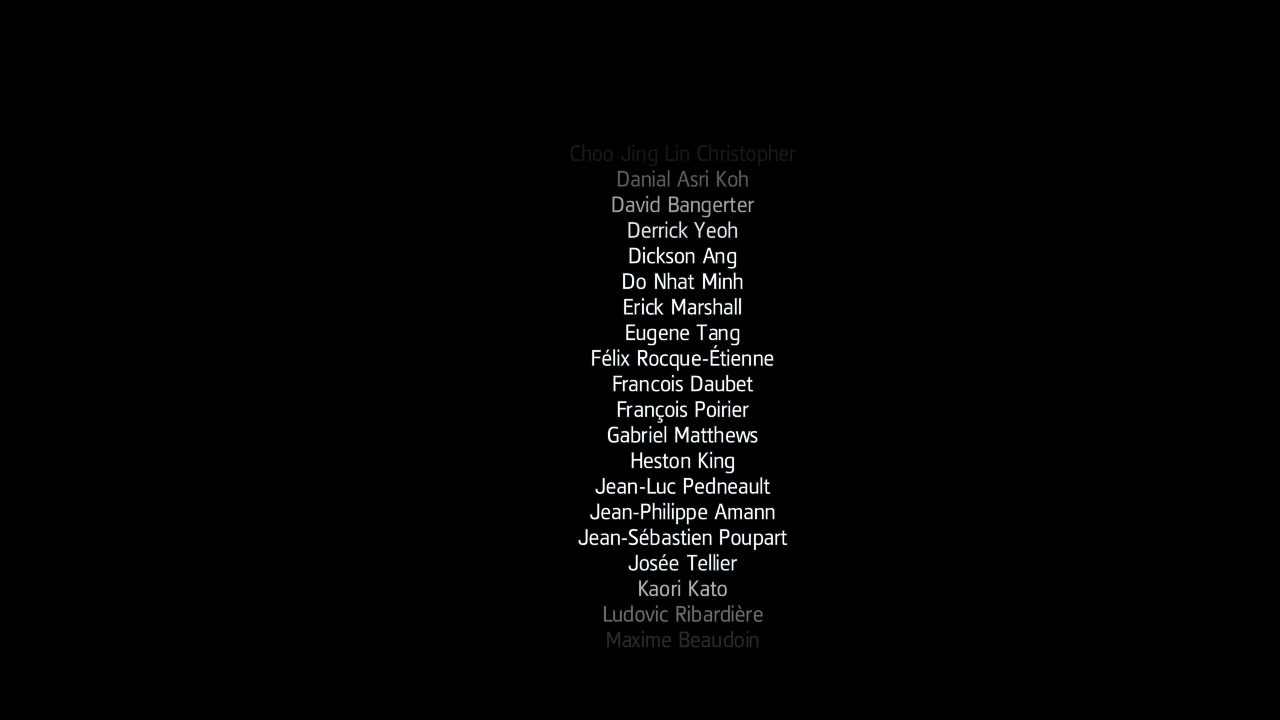 Choo Jing Lin Christopher
Danial Asri Koh
David Bangerter
Derrick Yeoh
Dickson Ang
Do Nhat Minh
Erick Marshall
Eugene Tang
Félix Rocque-Étienne
Francois Daubet
François Poirier
Gabriel Matthews
Heston King
Jean-Luc Pedneault
Jean-Philippe Amann
Jean-Sébastien Poupart
Josée Tellier
Kaori Kato
Ludovic Ribardière
Maxime Beaudoin